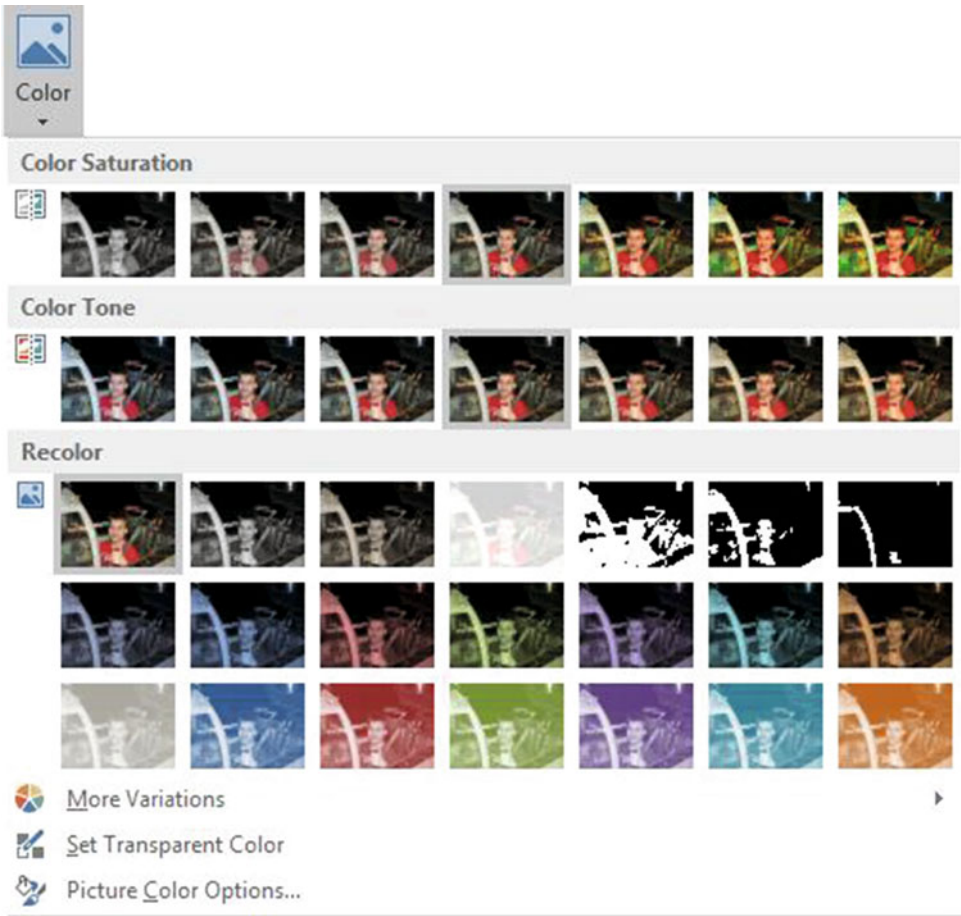 Color
Color Saturation
Color Tone
Recolor
More Variations
Set Transparent Color
Picture Color Options...